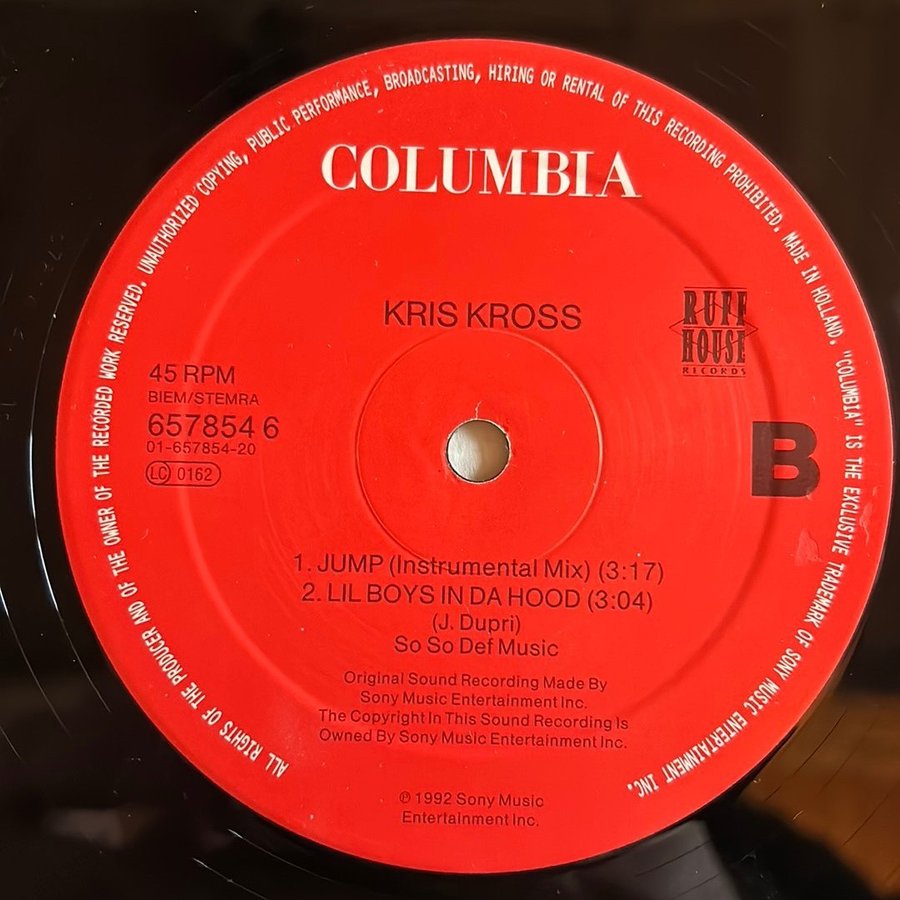 COLUMBIA
KRIS KROSS
RUFF
HOUSE
RECORDS
45 RPM
BIEM/STEMRA
657854 6
01-657854-20
LC 0162
B
1. JUMP (Instrumental Mix) (3:17)
2. LIL BOYS IN DA HOOD (3:04)
(J. Dupri)
So So Def Music
Original Sound Recording Made By
Sony Music Entertainment Inc.
The Copyright In This Sound Recording Is
Owned By Sony Music Entertainment Inc.
℗ 1992 Sony Music
Entertainment Inc.
ALL RIGHTS OF THE PRODUCER AND OF THE OWNER OF THE RECORDED WORK RESERVED. UNAUTHORIZED COPYING, PUBLIC PERFORMANCE, BROADCASTING, HIRING OR RENTAL OF THIS RECORDING PROHIBITED. MADE IN HOLLAND. "COLUMBIA" IS THE EXCLUSIVE TRADEMARK OF SONY MUSIC ENTERTAINMENT INC.